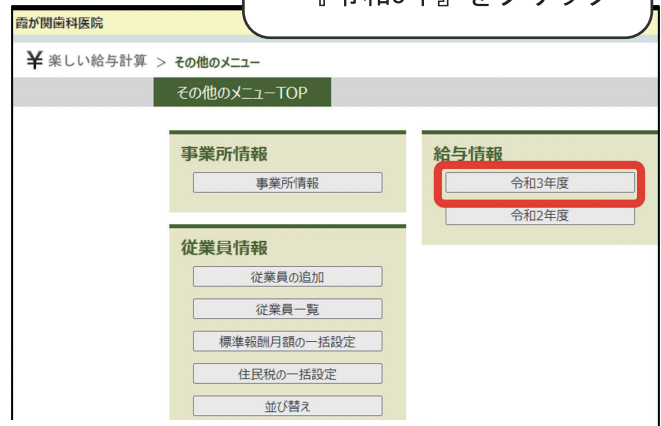 霞が関歯科医院
¥ 楽しい給与計算 > その他のメニュー
その他のメニューTOP
事業所情報
事業所情報
従業員情報
従業員の追加
従業員一覧
標準報酬月額の一括設定
住民税の一括設定
並び替え
給与情報
令和3年度
令和2年度